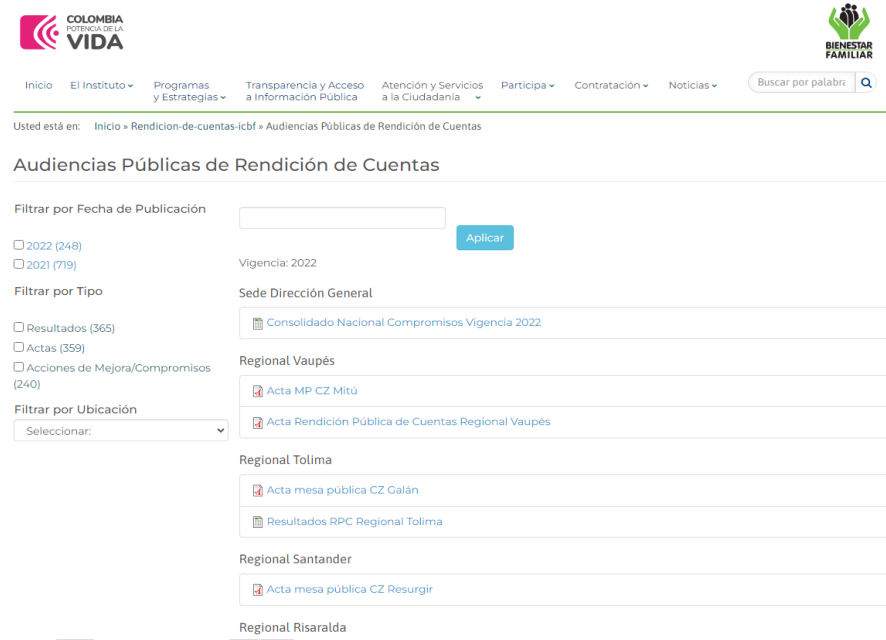 COLOMBIA
POTENCIA DE LA
VIDA
BIENESTAR
FAMILIAR
Inicio
El Instituto
Programas
y Estrategias
Transparencia y Acceso
a Información Pública
Atención y Servicios
a la Ciudadanía
Participa
Contratación
Noticias
Buscar por palabra
Usted está en: Inicio » Rendicion-de-cuentas-icbf » Audiencias Públicas de Rendición de Cuentas
Audiencias Públicas de Rendición de Cuentas
Filtrar por Fecha de Publicación
2022 (248)
2021 (719)
Filtrar por Tipo
Resultados (365)
Actas (359)
Acciones de Mejora/Compromisos
(240)
Filtrar por Ubicación
Seleccionar:
Aplicar
Vigencia: 2022
Sede Dirección General
Consolidado Nacional Compromisos Vigencia 2022
Regional Vaupés
Acta MP CZ Mitú
Acta Rendición Pública de Cuentas Regional Vaupés
Regional Tolima
Acta mesa pública CZ Galán
Resultados RPC Regional Tolima
Regional Santander
Acta mesa pública CZ Resurgir
Regional Risaralda